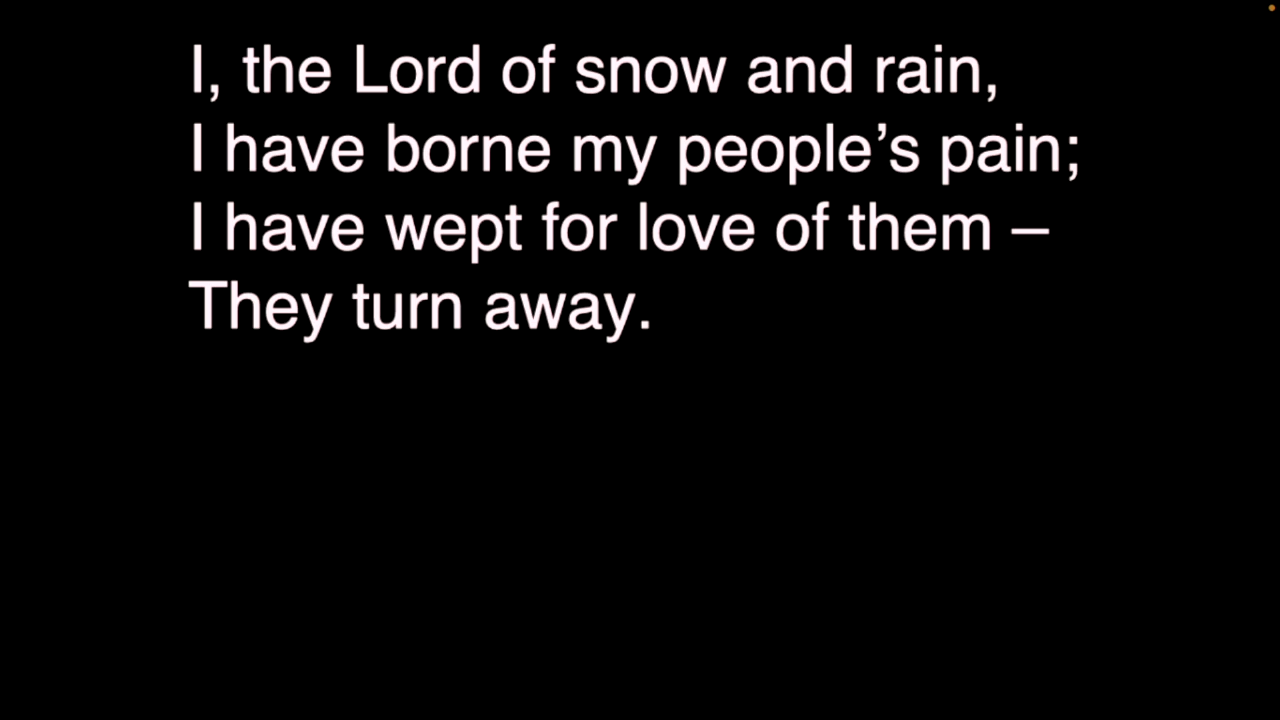 I, the Lord of snow and rain,
I have borne my people’s pain;
I have wept for love of them –
They turn away.